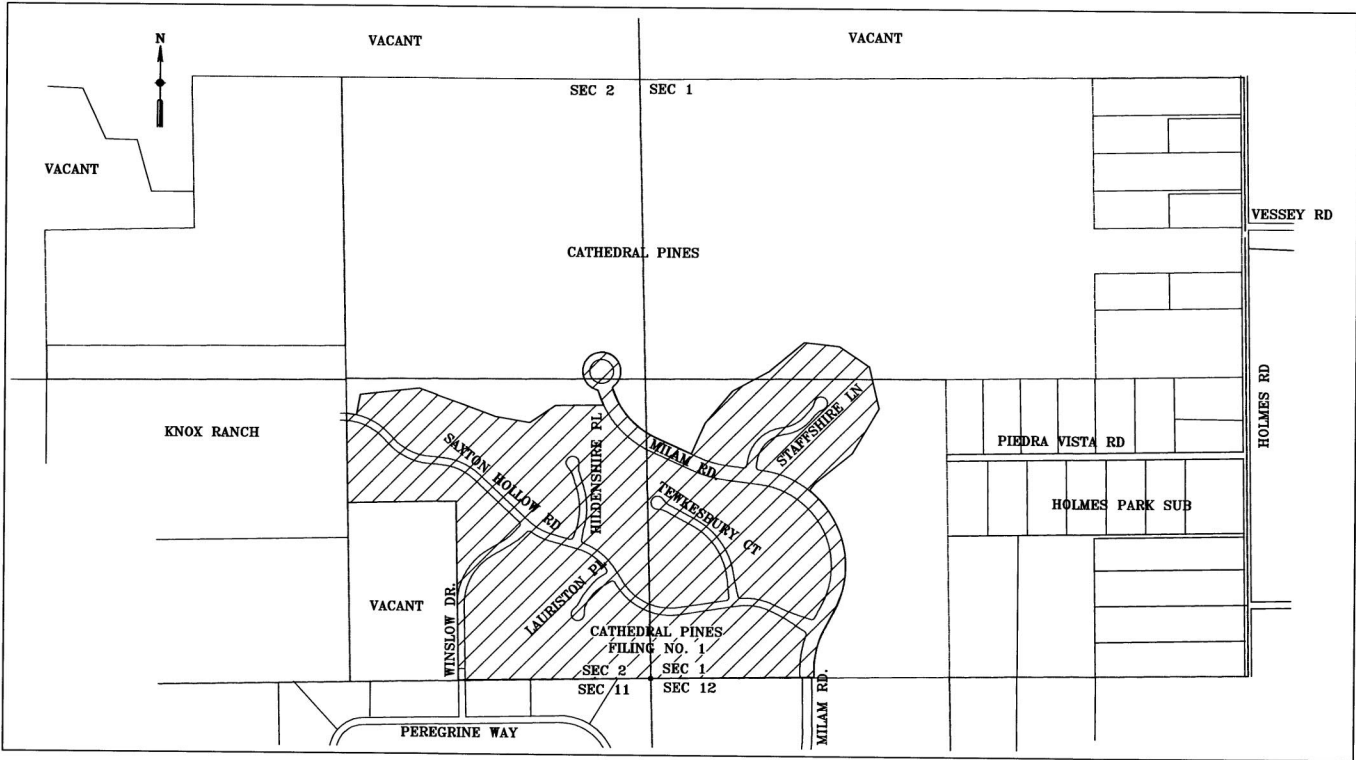 N
VACANT
VACANT
SEC 2
SEC 1
VACANT
VESSEY RD
CATHEDRAL PINES
HOLMES RD
KNOX RANCH
SAXTON HOLLOW RD
HILDENSHIRE PL
MILAM RD.
STAFFSHIRE LN
PIEDRA VISTA RD
TEWKESBURY CT
HOLMES PARK SUB
VACANT
WINSLOW DR.
LAURISTON PL
CATHEDRAL PINES
FILING NO. 1
SEC 2
SEC 1
SEC 11
SEC 12
MILAM RD.
PEREGRINE WAY